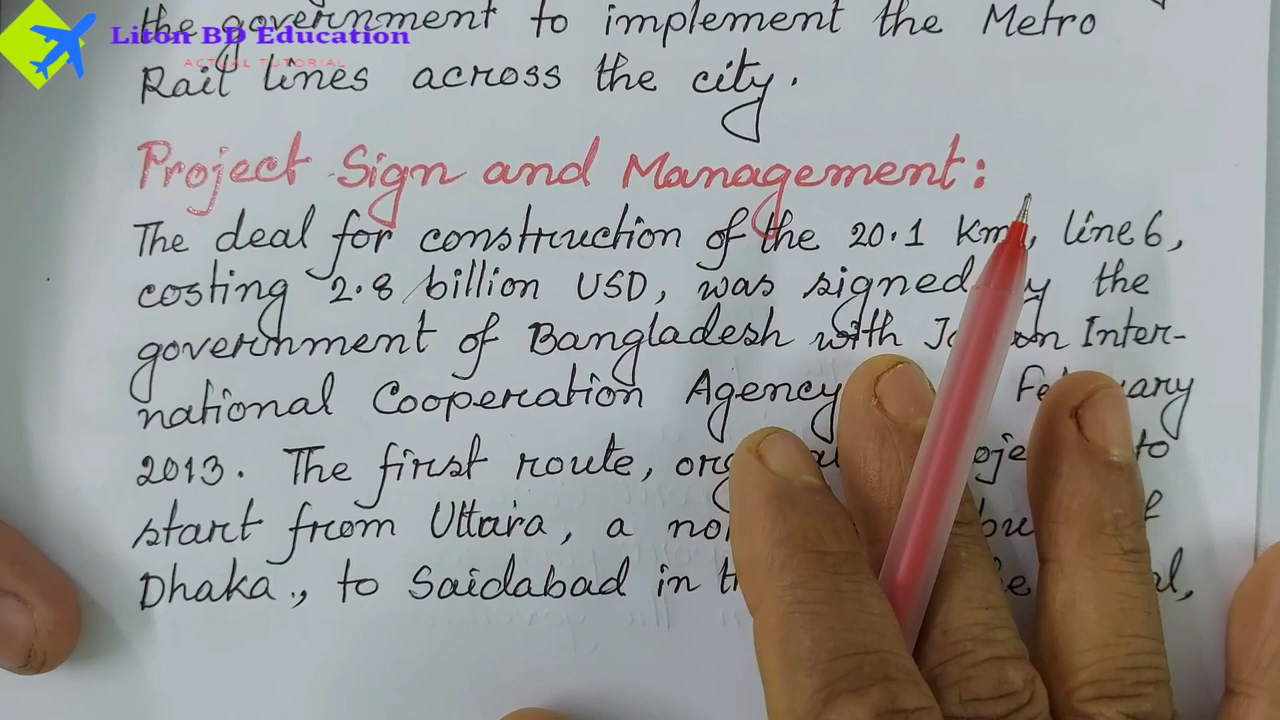 the government to implement the Metro
Liton BD Education
ACTUAL TUTORIAL
Rail lines across the city.
Project Sign and Management:
The deal for construction of the 20.1 Km, line 6,
costing 2.8 billion USD, was signed the
government of Bangladesh with Inter-
national Cooperation Agency
2013. The first route, to
start from Uttara, a
Dhaka, to Saidabad in